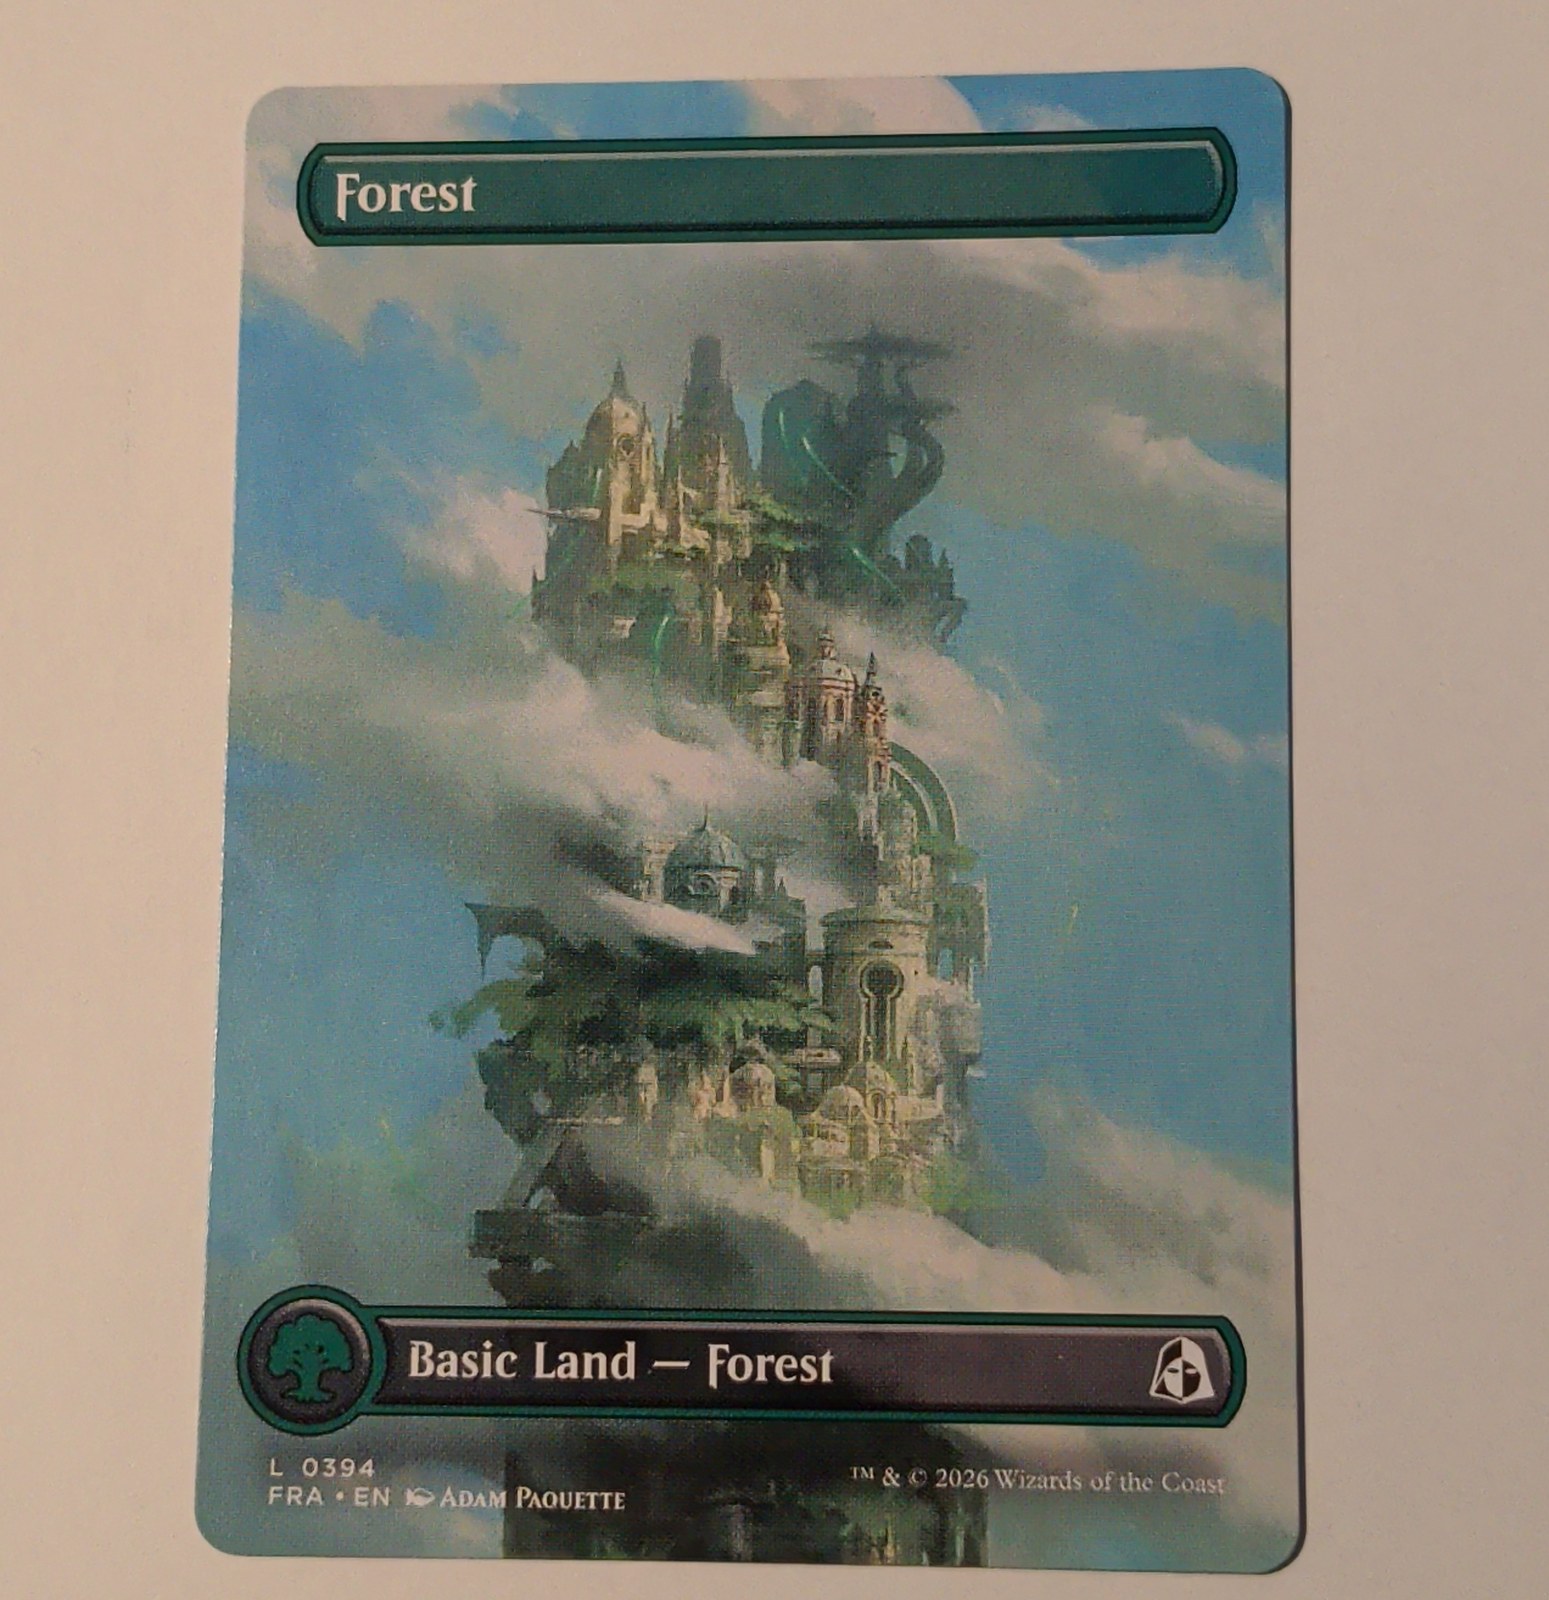 Forest
Basic Land — Forest
L 0394
FRA • EN ADAM PAQUETTE
™ & © 2026 Wizards of the Coast